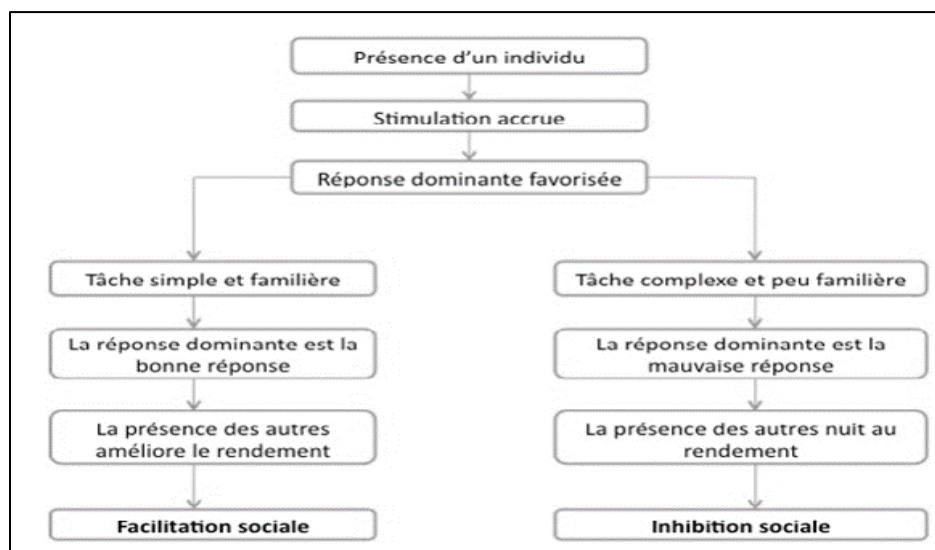 Présence d'un individu
Stimulation accrue
Réponse dominante favorisée
Tâche simple et familière
La réponse dominante est la
bonne réponse
La présence des autres
améliore le rendement
Facilitation sociale
Tâche complexe et peu familière
La réponse dominante est la
mauvaise réponse
La présence des autres nuit au
rendement
Inhibition sociale